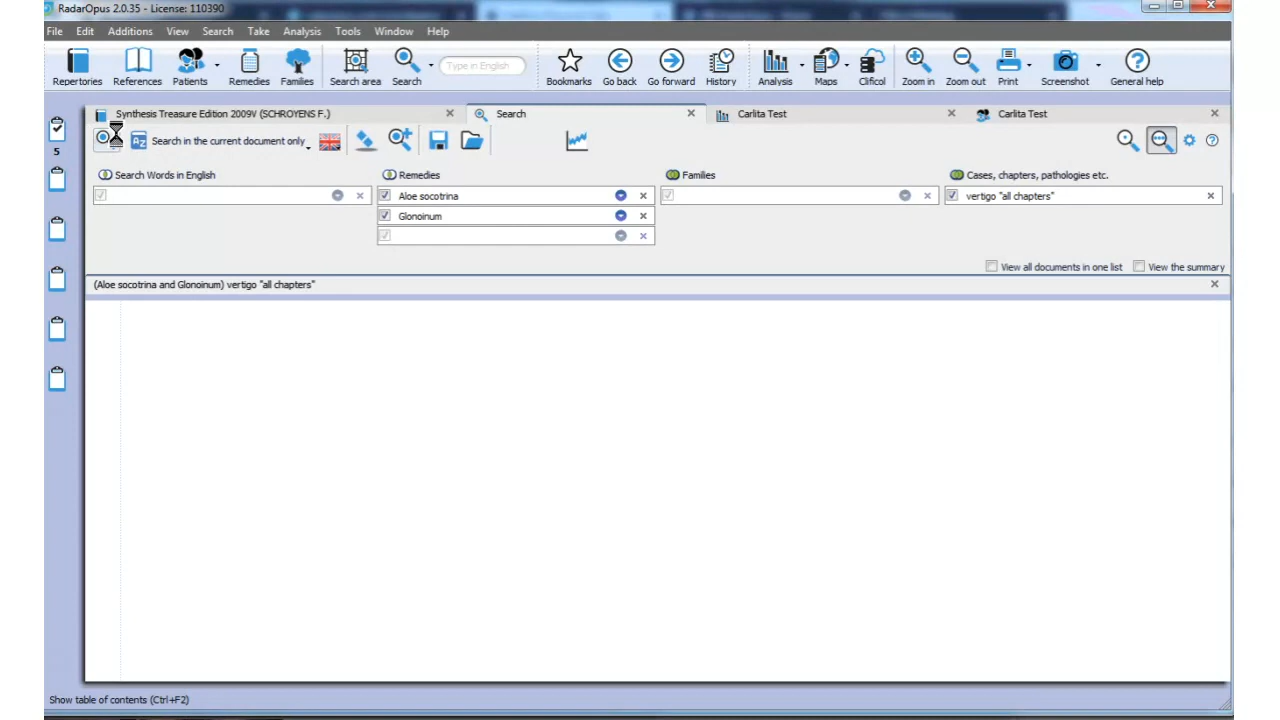 RadarOpus 2.0.35 - License: 110390
File Edit Additions View Search Take Analysis Tools Window Help
Type in English
Repertories References Patients Remedies Families Search area Search Bookmarks Go back Go forward History Analysis Maps Clificol Zoom in Zoom out Print Screenshot General help
Synthesis Treasure Edition 2009V (SCHROYENS F.) Search Carlita Test Carlita Test
Search in the current document only
5
Search Words in English Remedies Families Cases, chapters, pathologies etc.
Aloe socotrina vertigo "all chapters"
Glonoinum
View all documents in one list View the summary
(Aloe socotrina and Glonoinum) vertigo "all chapters"
Show table of contents (Ctrl+F2)